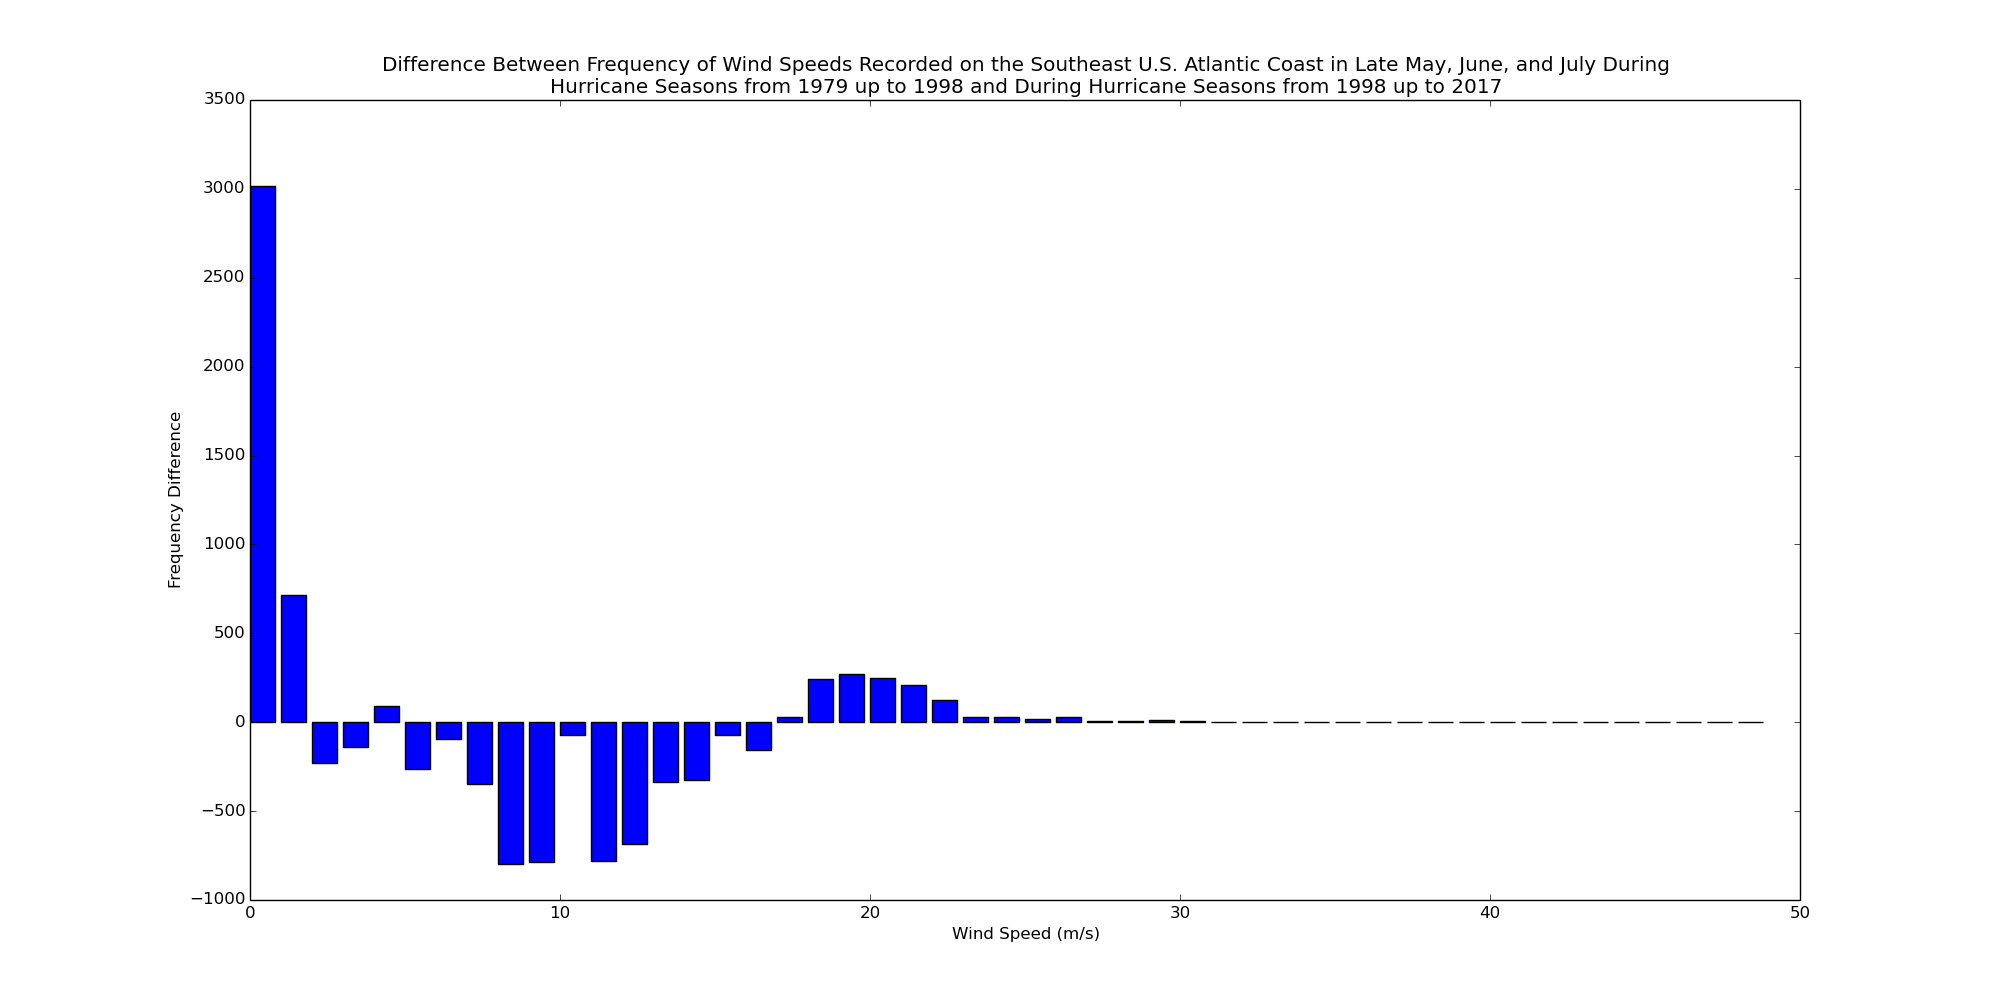 Difference Between Frequency of Wind Speeds Recorded on the Southeast U.S. Atlantic Coast in Late May, June, and July During
Hurricane Seasons from 1979 up to 1998 and During Hurricane Seasons from 1998 up to 2017
3500
3000
2500
2000
1500
1000
500
0
−500
−1000
Frequency Difference
0 10 20 30 40 50
Wind Speed (m/s)